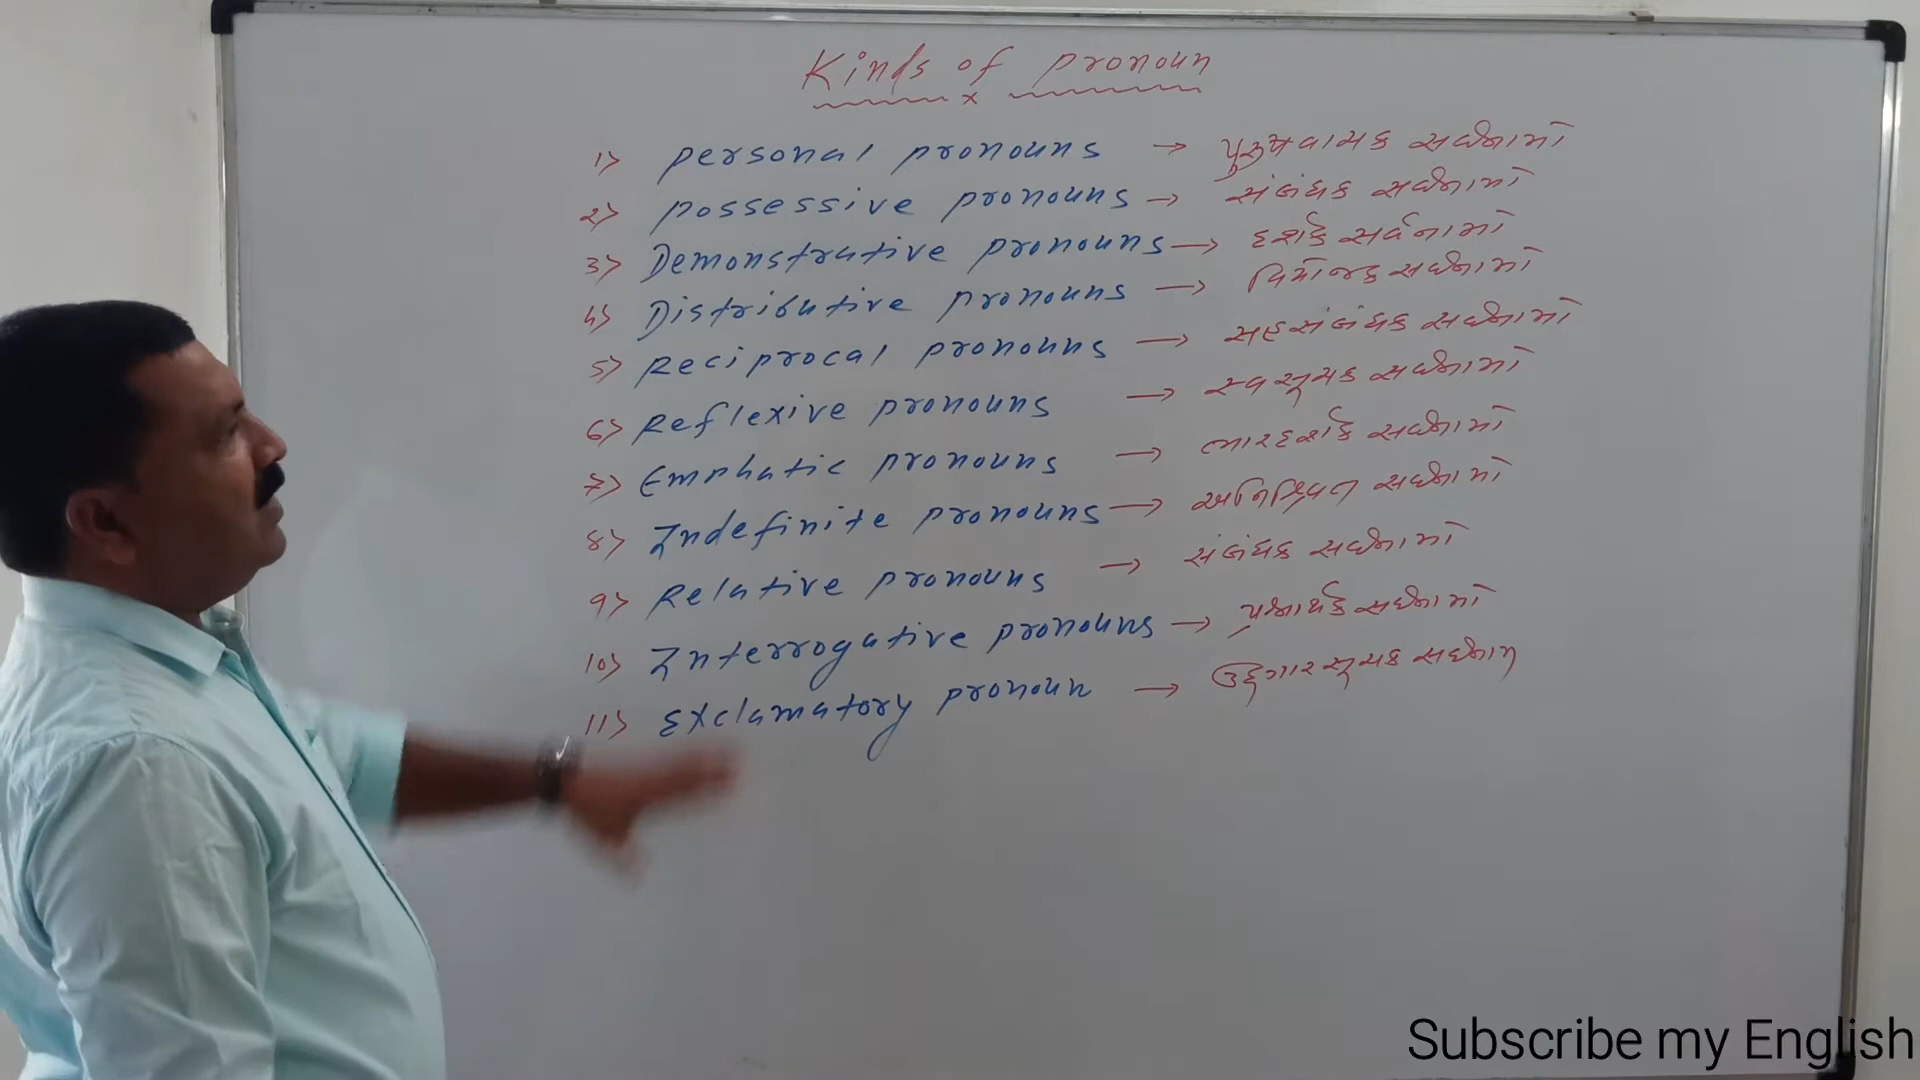 Kinds of pronoun
x
1> personal pronouns → પુરુષવાચક સર્વનામો
2> possessive pronouns → સંબંધક સર્વનામો
3> Demonstrative pronouns → દર્શક સર્વનામો
4> Distributive pronouns → વિભાજક સર્વનામો
5> Reciprocal pronouns → સહસંબંધક સર્વનામો
6> Reflexive pronouns → સ્વસૂચક સર્વનામો
7> Emphatic pronouns → ભારદર્શક સર્વનામો
8> Indefinite pronouns → અનિશ્ચિત સર્વનામો
9> Relative pronouns → સંબંધક સર્વનામો
10> Interrogative pronouns → પ્રશ્નાર્થક સર્વનામો
11> Exclamatory pronoun → ઉદ્ગારસૂચક સર્વનામ
Subscribe my English